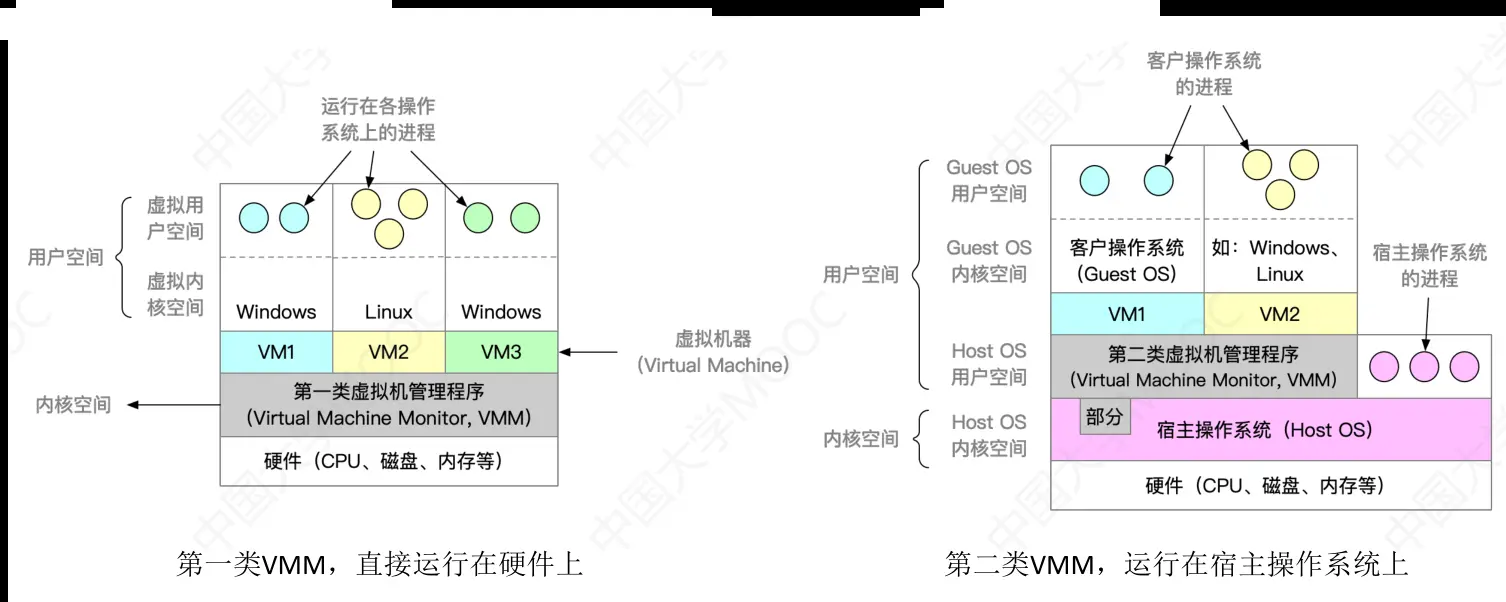 运行在各操作
系统上的进程
用户空间
虚拟用
户空间
虚拟内
核空间
Windows
Linux
Windows
VM1
VM2
VM3
虚拟机器
(Virtual Machine)
内核空间
第一类虚拟机管理程序
(Virtual Machine Monitor, VMM)
硬件（CPU、磁盘、内存等）
第一类VMM，直接运行在硬件上
客户操作系统
的进程
用户空间
Guest OS
用户空间
Guest OS
内核空间
客户操作系统
(Guest OS)
如：Windows、
Linux
宿主操作系统
的进程
VM1
VM2
Host OS
用户空间
第二类虚拟机管理程序
(Virtual Machine Monitor, VMM)
内核空间
Host OS
内核空间
部分
宿主操作系统（Host OS）
硬件（CPU、磁盘、内存等）
第二类VMM，运行在宿主操作系统上
中国大学MOOC